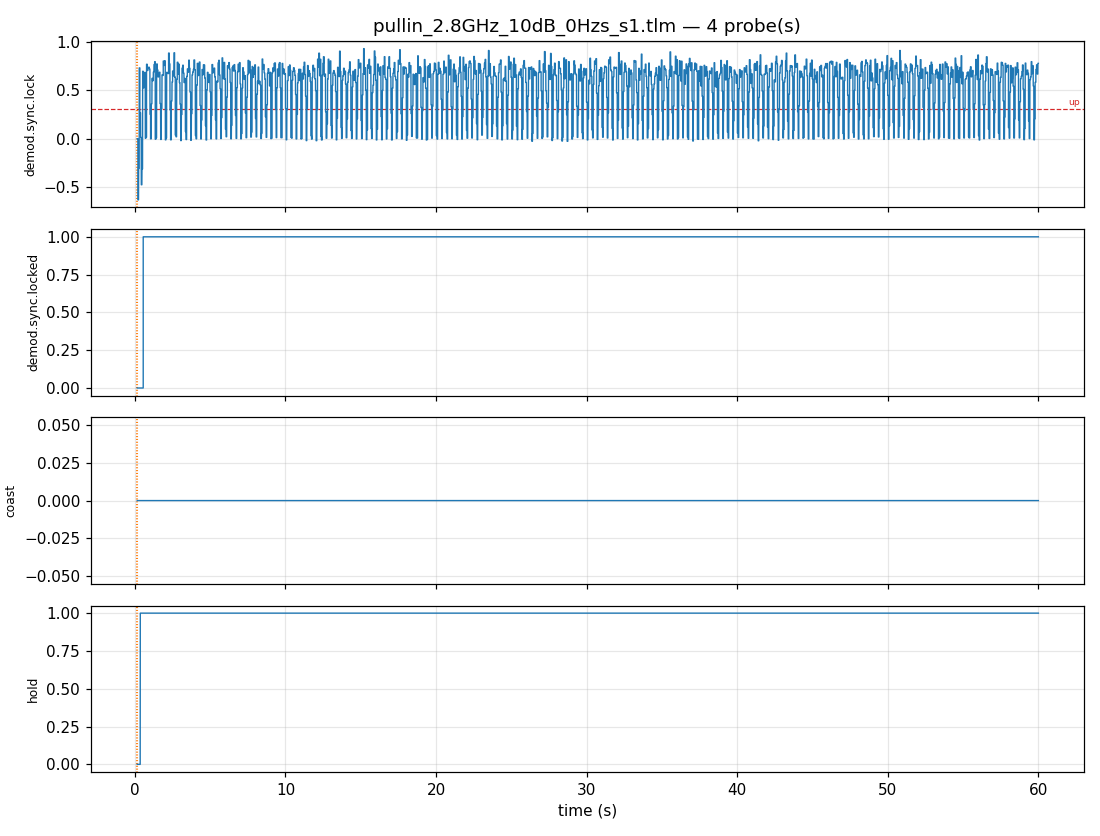 pullin_2.8GHz_10dB_0Hzs_s1.tlm — 4 probe(s)
demod.sync.lock
1.0
0.5
0.0
−0.5
up
demod.sync.locked
1.00
0.75
0.50
0.25
0.00
coast
0.050
0.025
0.000
−0.025
−0.050
hold
1.00
0.75
0.50
0.25
0.00
0 10 20 30 40 50 60
time (s)